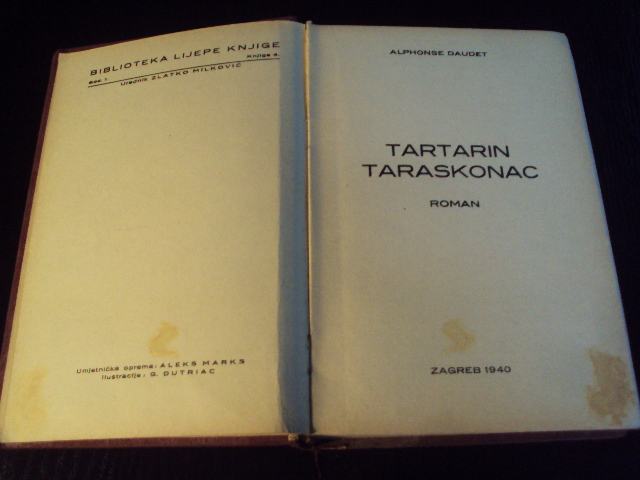 BIBLIOTEKA LIJEPE KNJIGE
God. I Knjiga 4.
Urednik ZLATKO MILKOVIĆ
Umjetnička oprema: ALEKS MARKS
Ilustracije: G. DUTRIAC
ALPHONSE DAUDET
TARTARIN
TARASKONAC
ROMAN
ZAGREB 1940